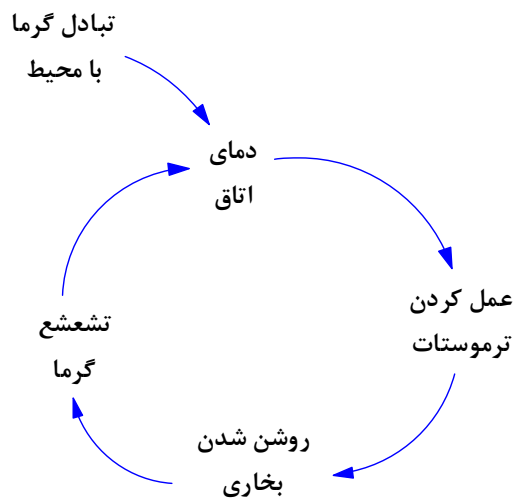 تبادل گرما
با محیط
دمای
اتاق
عمل کردن
ترموستات
روشن شدن
بخاری
تشعشع
گرما